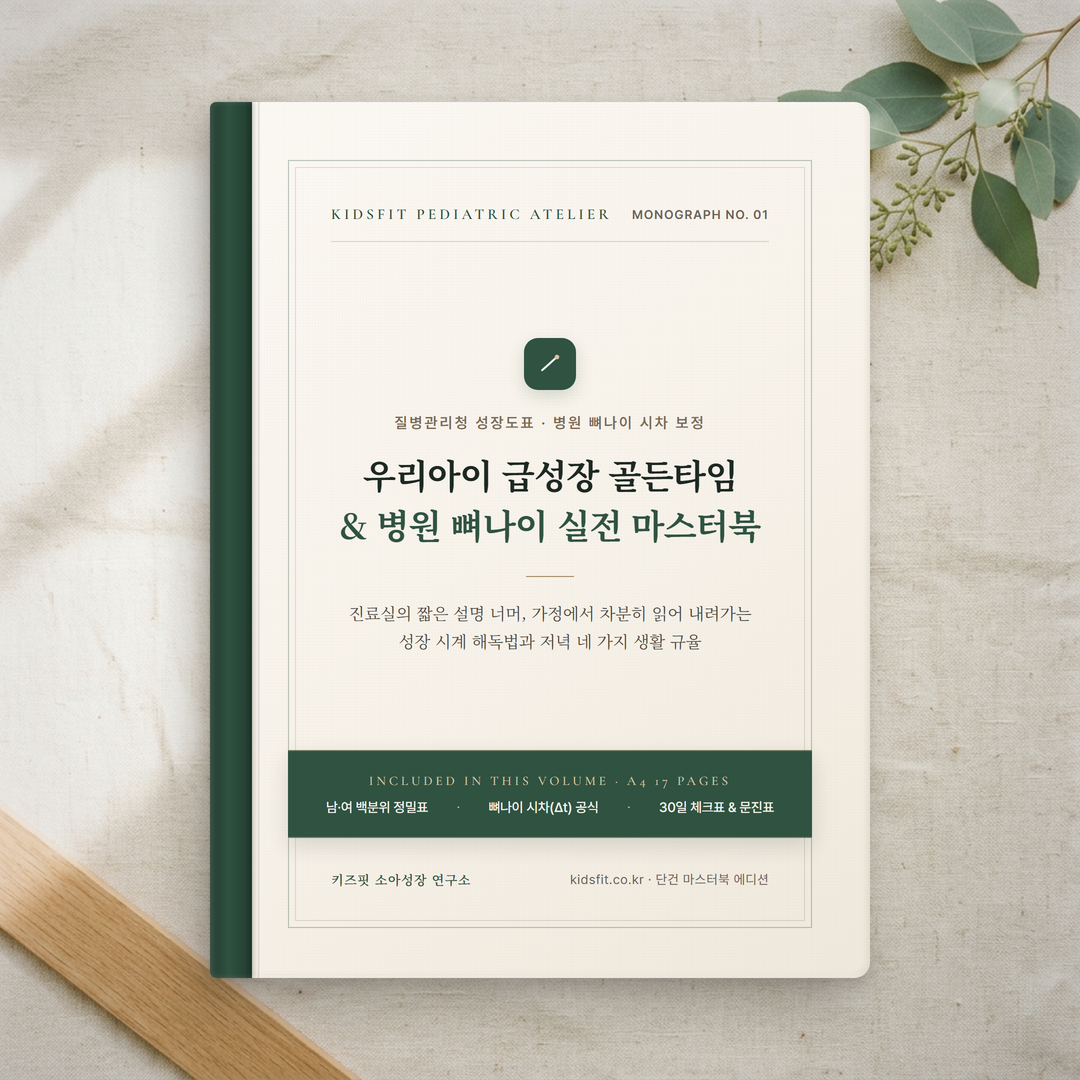 KIDSFIT PEDIATRIC ATELIER MONOGRAPH NO. 01
질병관리청 성장도표 · 병원 뼈나이 시차 보정
우리아이 급성장 골든타임
& 병원 뼈나이 실전 마스터북
진료실의 짧은 설명 너머, 가정에서 차분히 읽어 내려가는
성장 시계 해독법과 저녁 네 가지 생활 규율
INCLUDED IN THIS VOLUME · A4 17 PAGES
남·여 백분위 정밀표 · 뼈나이 시차(Δt) 공식 · 30일 체크표 & 문진표
키즈핏 소아성장 연구소 kidsfit.co.kr · 단건 마스터북 에디션